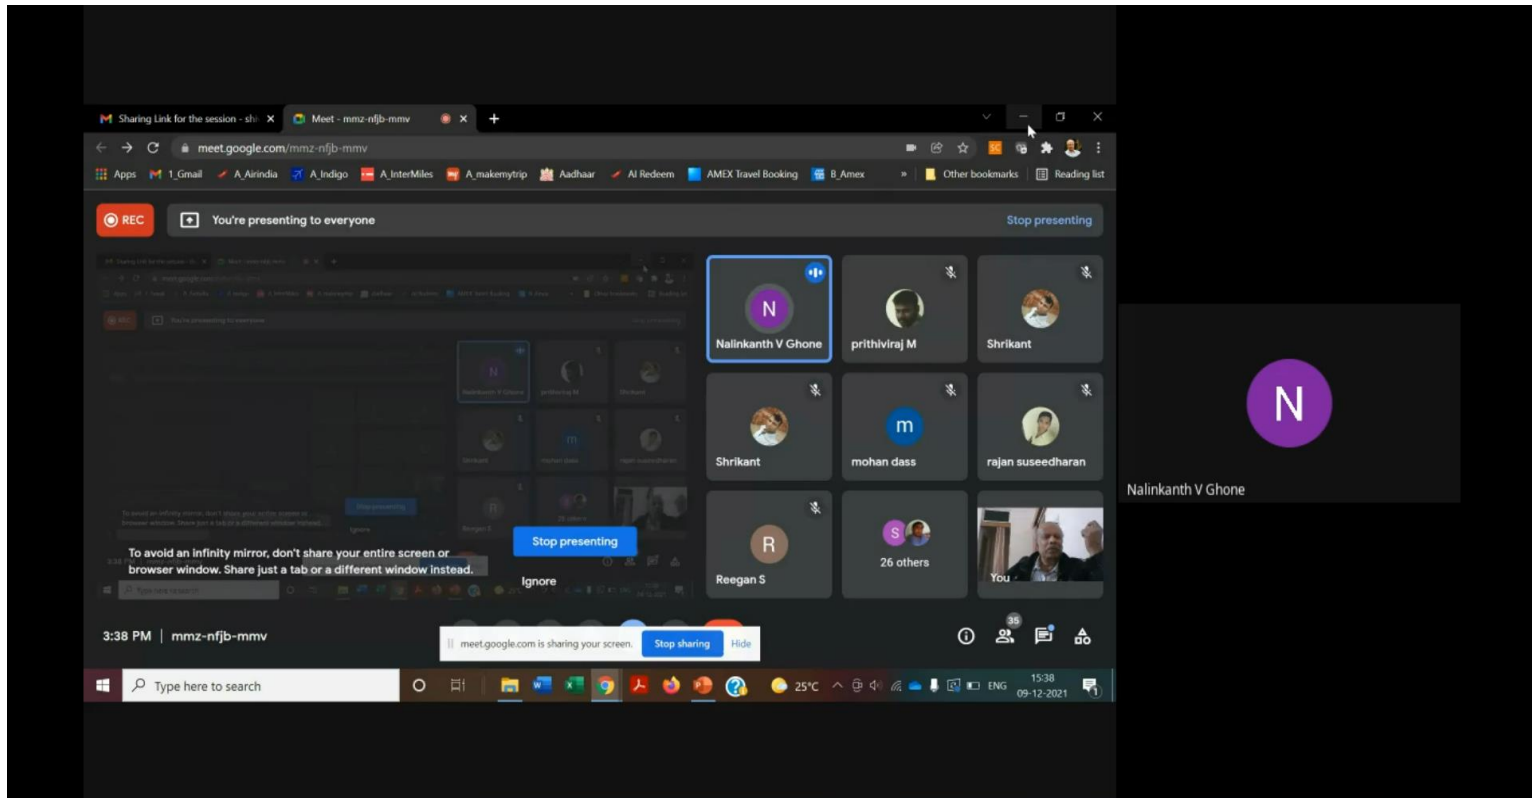 Sharing Link for the session - shi
Meet - mmz-nfjb-mmv
meet.google.com/mmz-nfjb-mmv
Apps 1_Gmail A_Airindia A_Indigo A_InterMiles A_makemytrip Aadhaar AI Redeem AMEX Travel Booking B_Amex » Other bookmarks Reading list
REC You're presenting to everyone Stop presenting
N
Nalinkanth V Ghone
prithiviraj M
Shrikant
Shrikant
m
mohan dass
rajan suseedharan
R
Reegan S
S
26 others
You
To avoid an infinity mirror, don't share your entire screen or
browser window. Share just a tab or a different window instead.
Stop presenting
Ignore
3:38 PM | mmz-nfjb-mmv
meet.google.com is sharing your screen. Stop sharing Hide
35
Type here to search
25°C ENG 15:38
09-12-2021
1
N
Nalinkanth V Ghone